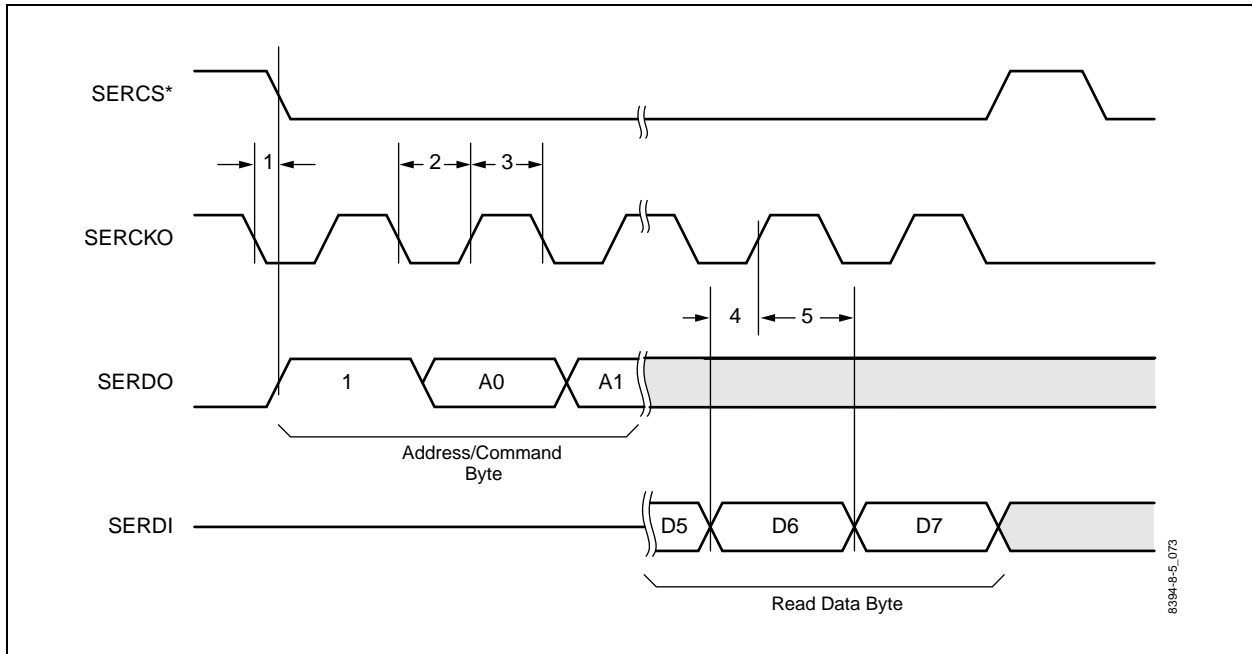 SERCS*
1
2
3
SERCKO
4
5
SERDO
1
A0
A1
Address/Command
Byte
SERDI
D5
D6
D7
Read Data Byte
8394-8-5_073